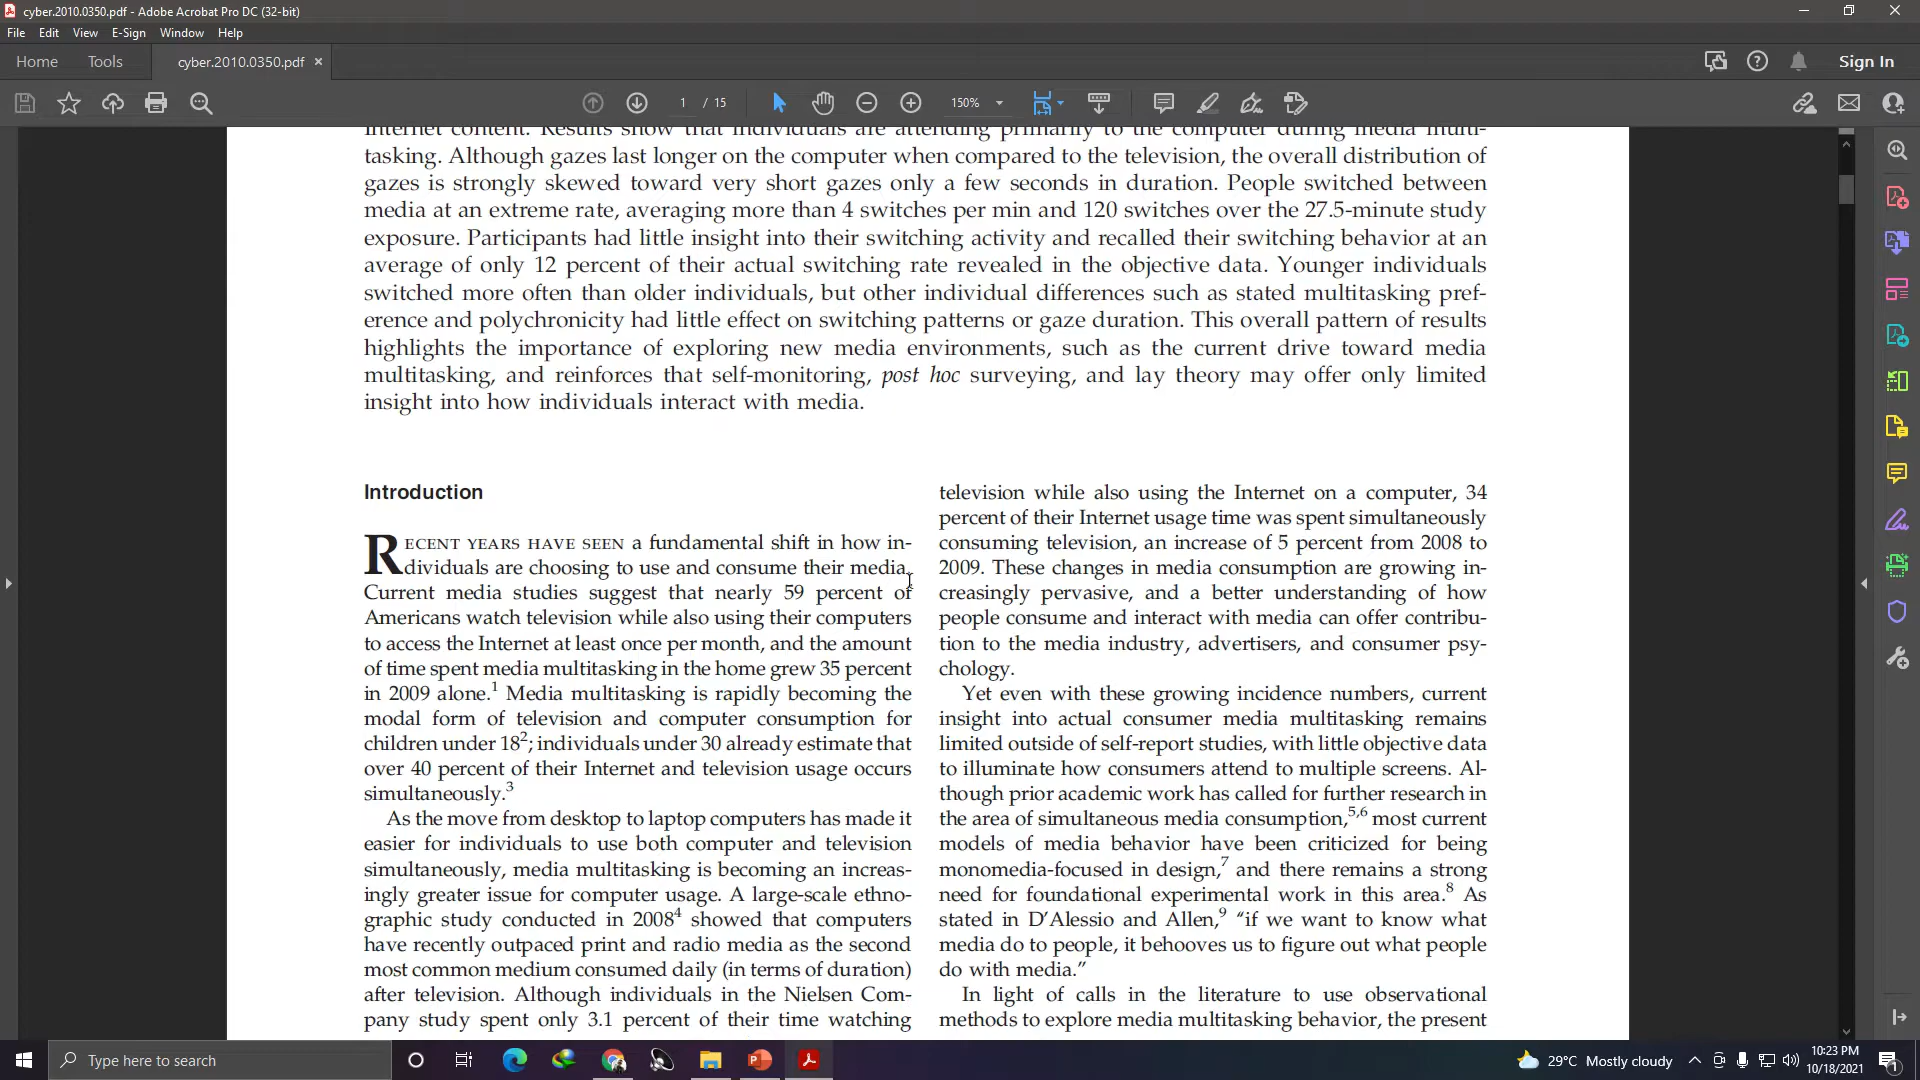 cyber.2010.0350.pdf - Adobe Acrobat Pro DC (32-bit)
File Edit View E-Sign Window Help
Home Tools cyber.2010.0350.pdf × Sign In
1 / 15 150%
Internet content. Results show that individuals are attending primarily to the computer during media multi-
tasking. Although gazes last longer on the computer when compared to the television, the overall distribution of
gazes is strongly skewed toward very short gazes only a few seconds in duration. People switched between
media at an extreme rate, averaging more than 4 switches per min and 120 switches over the 27.5-minute study
exposure. Participants had little insight into their switching activity and recalled their switching behavior at an
average of only 12 percent of their actual switching rate revealed in the objective data. Younger individuals
switched more often than older individuals, but other individual differences such as stated multitasking pref-
erence and polychronicity had little effect on switching patterns or gaze duration. This overall pattern of results
highlights the importance of exploring new media environments, such as the current drive toward media
multitasking, and reinforces that self-monitoring, post hoc surveying, and lay theory may offer only limited
insight into how individuals interact with media.
Introduction
RECENT YEARS HAVE SEEN a fundamental shift in how in-
dividuals are choosing to use and consume their media.
Current media studies suggest that nearly 59 percent of
Americans watch television while also using their computers
to access the Internet at least once per month, and the amount
of time spent media multitasking in the home grew 35 percent
in 2009 alone.1 Media multitasking is rapidly becoming the
modal form of television and computer consumption for
children under 182; individuals under 30 already estimate that
over 40 percent of their Internet and television usage occurs
simultaneously.3
As the move from desktop to laptop computers has made it
easier for individuals to use both computer and television
simultaneously, media multitasking is becoming an increas-
ingly greater issue for computer usage. A large-scale ethno-
graphic study conducted in 20084 showed that computers
have recently outpaced print and radio media as the second
most common medium consumed daily (in terms of duration)
after television. Although individuals in the Nielsen Com-
pany study spent only 3.1 percent of their time watching
television while also using the Internet on a computer, 34
percent of their Internet usage time was spent simultaneously
consuming television, an increase of 5 percent from 2008 to
2009. These changes in media consumption are growing in-
creasingly pervasive, and a better understanding of how
people consume and interact with media can offer contribu-
tion to the media industry, advertisers, and consumer psy-
chology.
Yet even with these growing incidence numbers, current
insight into actual consumer media multitasking remains
limited outside of self-report studies, with little objective data
to illuminate how consumers attend to multiple screens. Al-
though prior academic work has called for further research in
the area of simultaneous media consumption,5,6 most current
models of media behavior have been criticized for being
monomedia-focused in design,7 and there remains a strong
need for foundational experimental work in this area.8 As
stated in D'Alessio and Allen,9 “if we want to know what
media do to people, it behooves us to figure out what people
do with media.”
In light of calls in the literature to use observational
methods to explore media multitasking behavior, the present
Type here to search
29°C Mostly cloudy
10:23 PM
10/18/2021
1